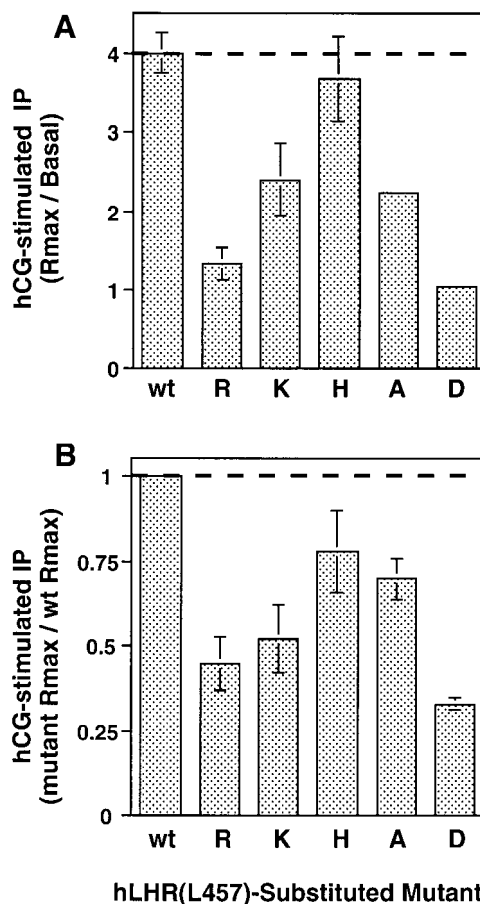 A
hCG-stimulated IP
(Rmax / Basal)
4
3
2
1
0
wt R K H A D
B
hCG-stimulated IP
(mutant Rmax / wt Rmax)
1
0.75
0.5
0.25
0
wt R K H A D
hLHR(L457)-Substituted Mutant